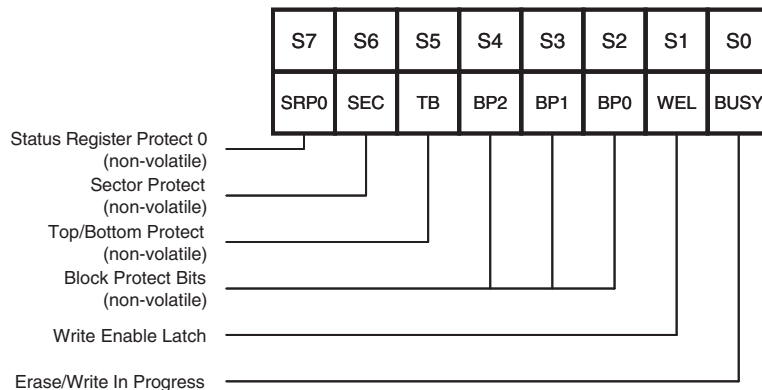 S7 S6 S5 S4 S3 S2 S1 S0
SRP0 SEC TB BP2 BP1 BP0 WEL BUSY
Status Register Protect 0
(non-volatile)
Sector Protect
(non-volatile)
Top/Bottom Protect
(non-volatile)
Block Protect Bits
(non-volatile)
Write Enable Latch
Erase/Write In Progress